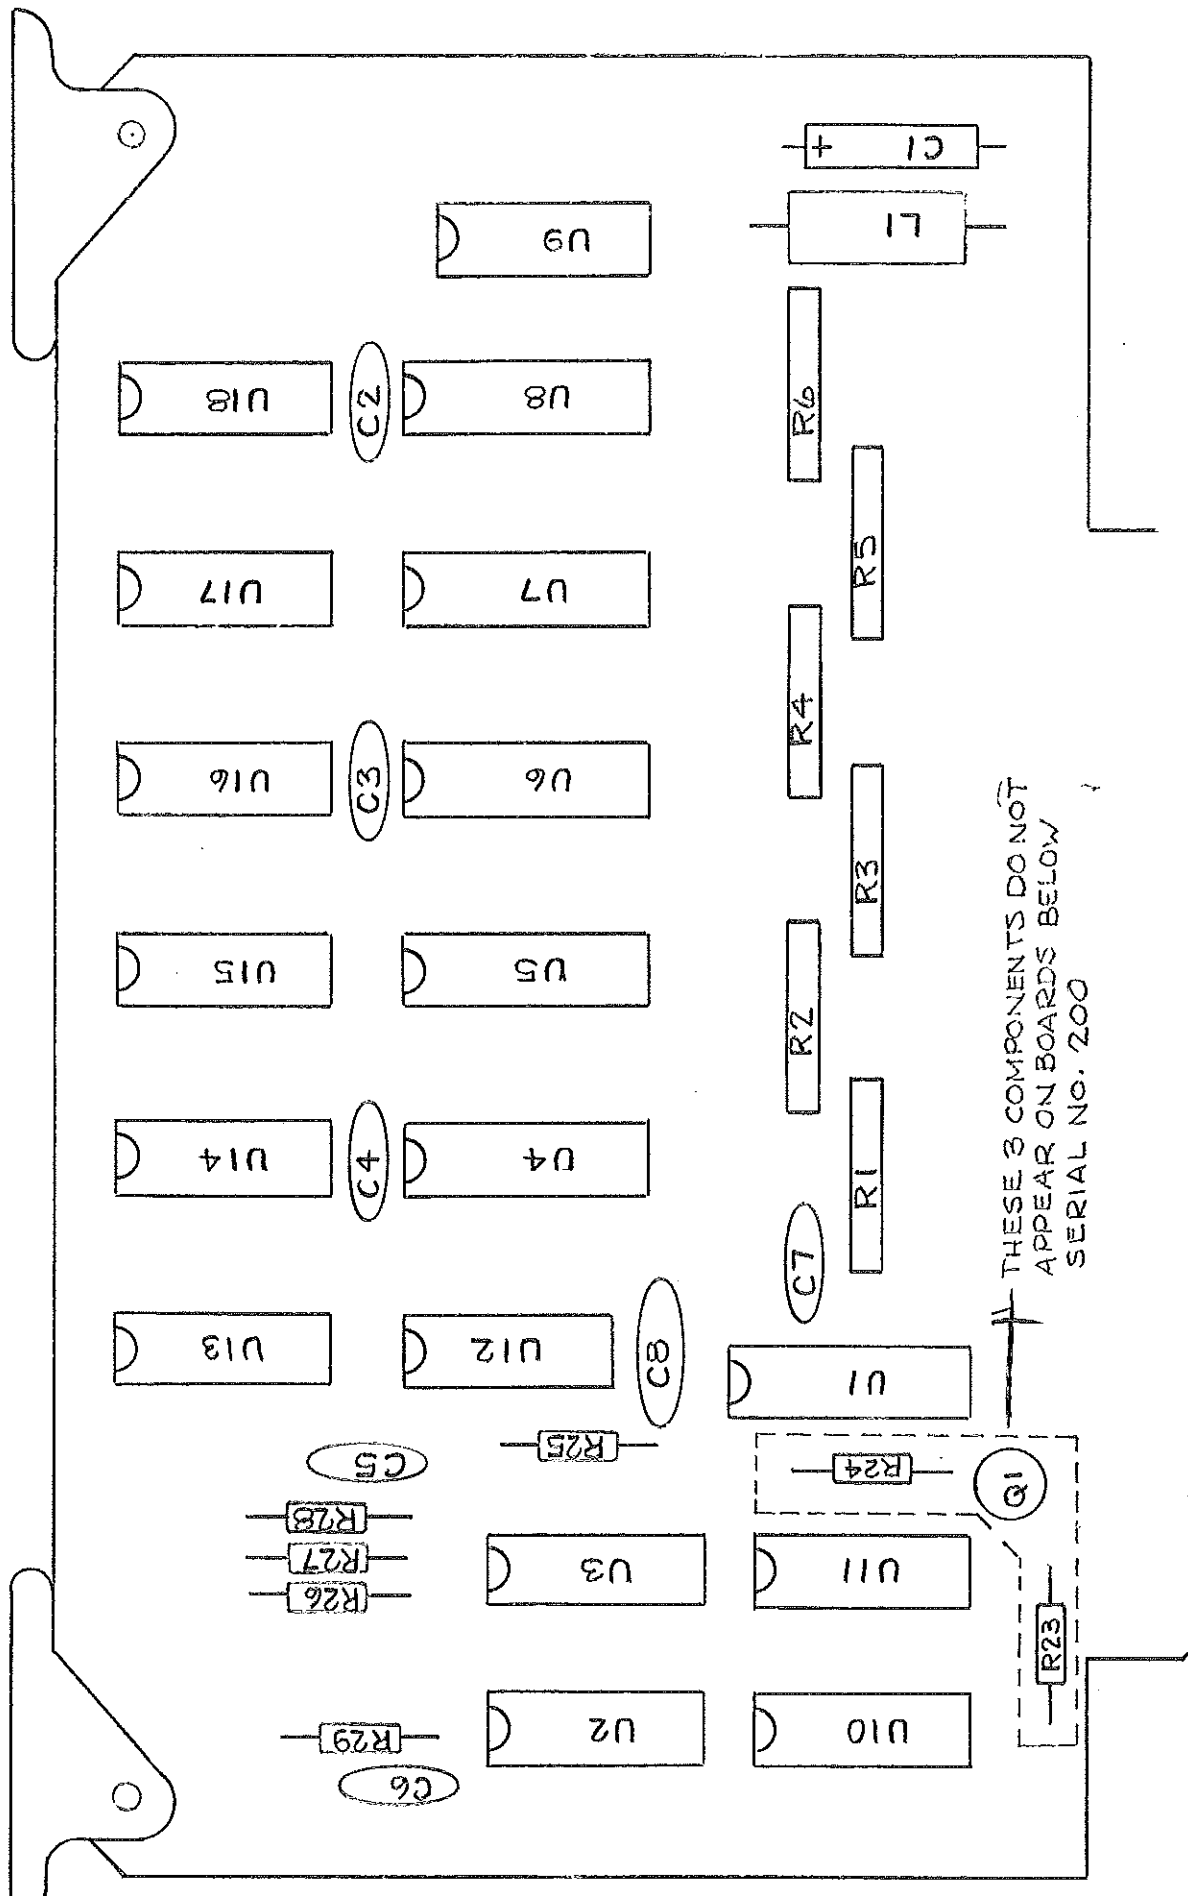 + C1
L1
U9
U18
C2
U8
R6
R5
U17
U7
R4
U16
C3
U6
R3
U15
U5
R2
U14
C4
U4
R1
C7
U13
U12
C8
U1
R25
C5
R24
Q1
R28
R27
R26
U3
U11
R23
R29
U2
U10
C6
THESE 3 COMPONENTS DO NOT
APPEAR ON BOARDS BELOW
SERIAL NO. 200